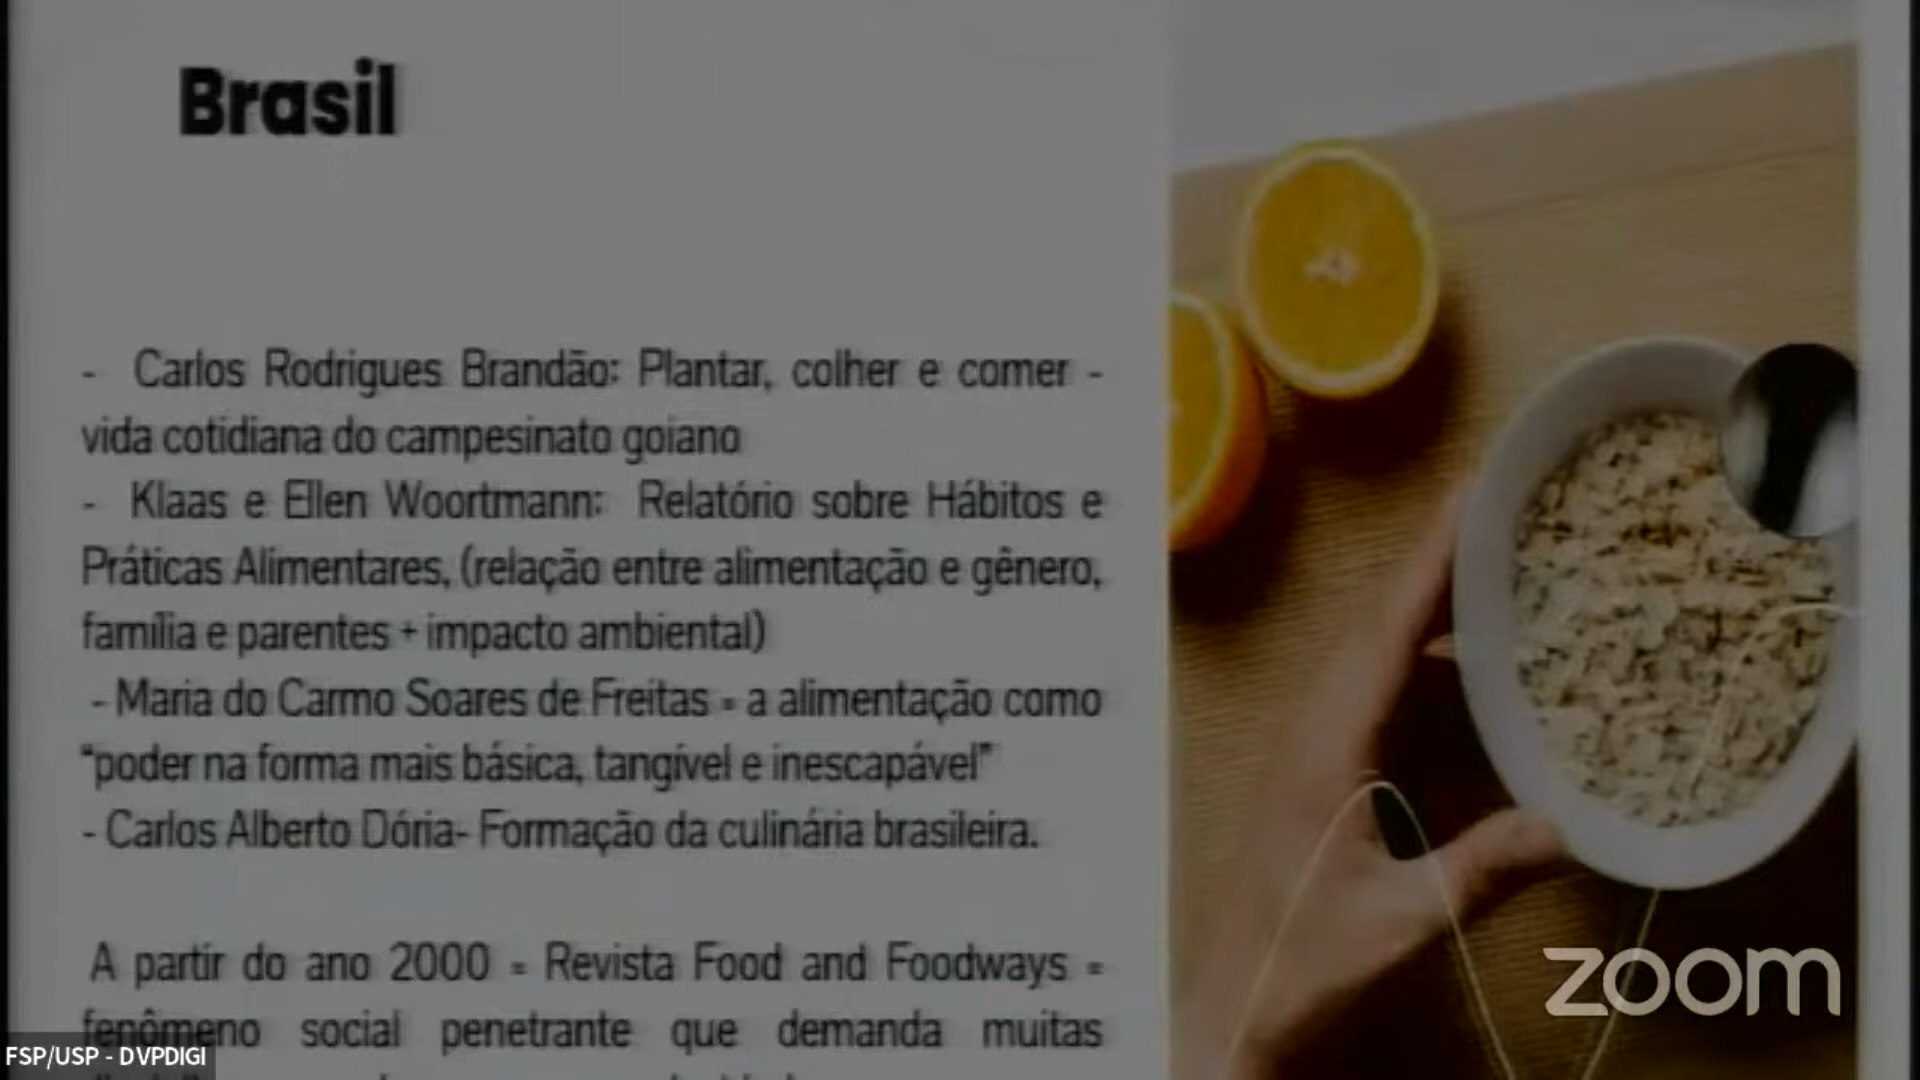 Brasil
- Carlos Rodrigues Brandão: Plantar, colher e comer -
vida cotidiana do campesinato goiano
- Klaas e Ellen Woortmann: Relatório sobre Hábitos e
Práticas Alimentares, (relação entre alimentação e gênero,
família e parentes + impacto ambiental)
- Maria do Carmo Soares de Freitas = a alimentação como
“poder na forma mais básica, tangível e inescapável”
- Carlos Alberto Dória- Formação da culinária brasileira.
A partir do ano 2000 = Revista Food and Foodways =
fenômeno social penetrante que demanda muitas
zoom
FSP/USP - DVPDIGI